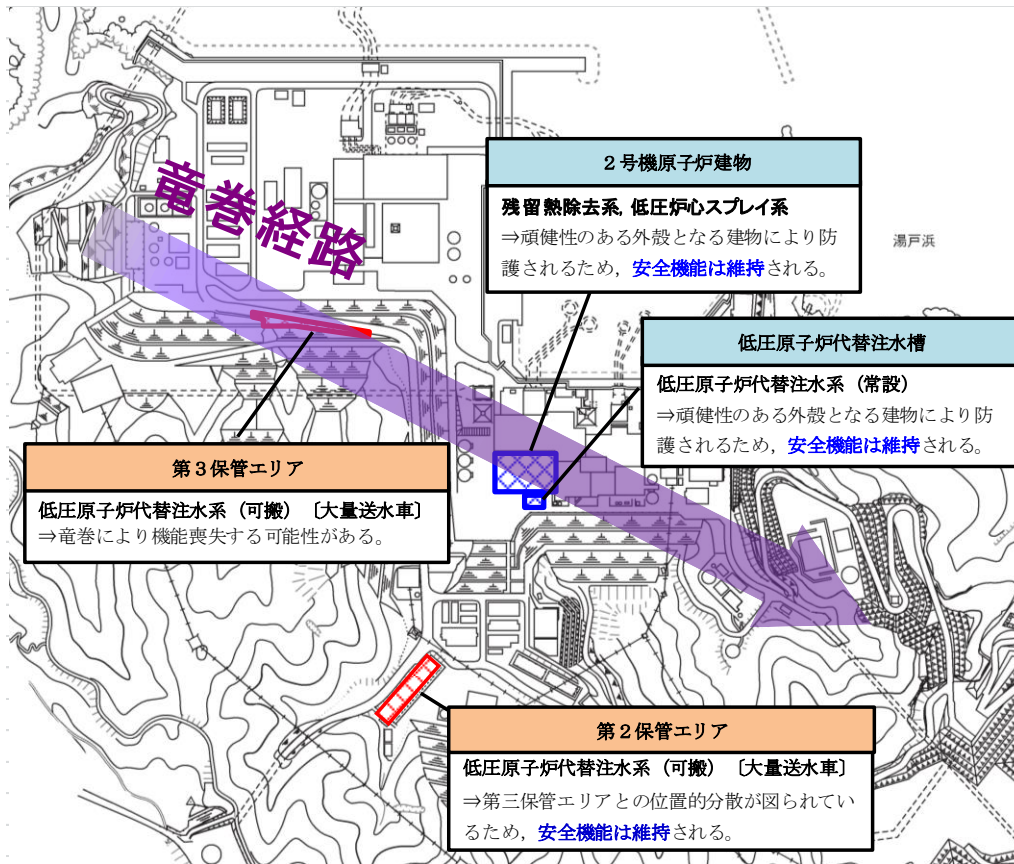 竜巻経路
2号機原子炉建物
残留熱除去系, 低圧炉心スプレイ系
⇒頑健性のある外殻となる建物により防
護されるため，安全機能は維持される。
湯戸浜
低圧原子炉代替注水槽
低圧原子炉代替注水系（常設）
⇒頑健性のある外殻となる建物により防
護されるため，安全機能は維持される。
第3保管エリア
低圧原子炉代替注水系（可搬）〔大量送水車〕
⇒竜巻により機能喪失する可能性がある。
第2保管エリア
低圧原子炉代替注水系（可搬）〔大量送水車〕
⇒第三保管エリアとの位置的分散が図られてい
るため，安全機能は維持される。